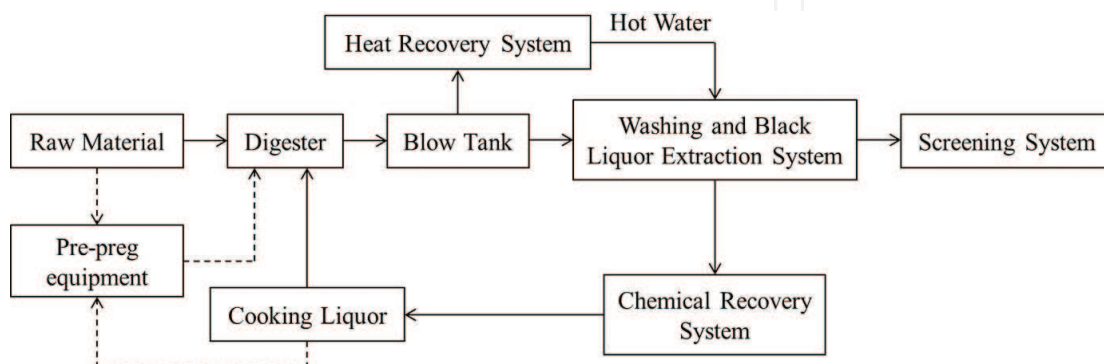 Hot Water
Heat Recovery System
Raw Material
Digester
Blow Tank
Washing and Black
Liquor Extraction System
Screening System
Pre-preg
equipment
Cooking Liquor
Chemical Recovery
System